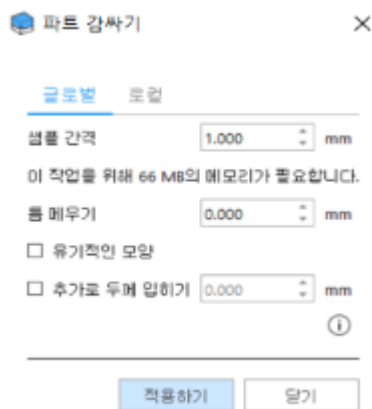 파트 감싸기
글로벌 로컬
샘플 간격 1.000 mm
이 작업을 위해 66 MB의 메모리가 필요합니다.
틈 메우기 0.000 mm
유기적인 모양
추가로 두께 입히기 0.000 mm
적용하기 닫기